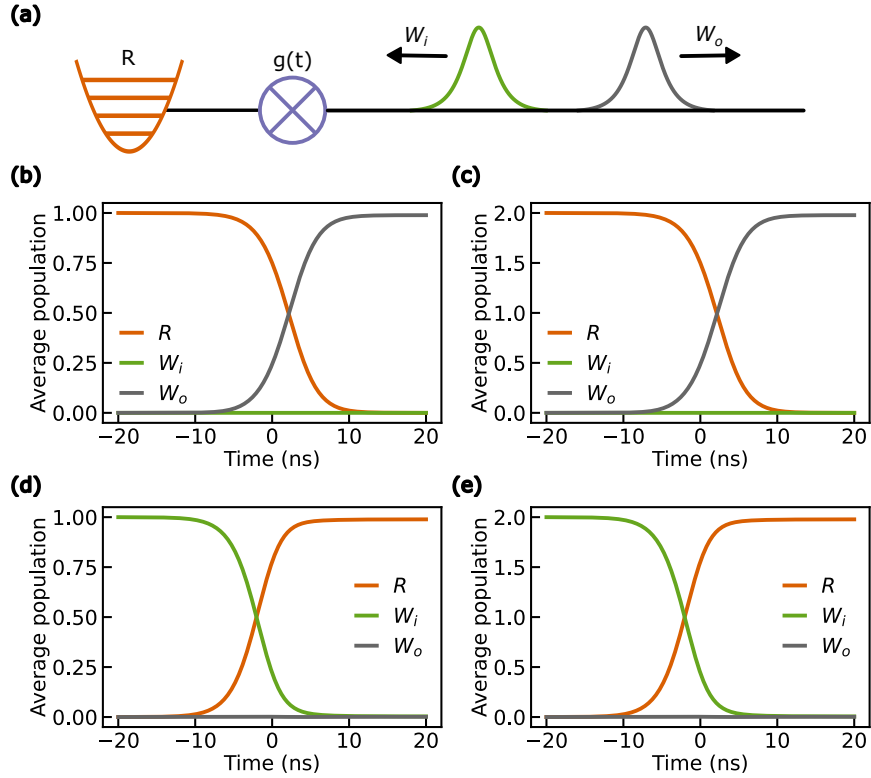 (a)
R
g(t)
W_i
W_o
(b)
Average population
1.00
0.75
0.50
0.25
0.00
R
W_i
W_o
−20 −10 0 10 20
Time (ns)
(c)
Average population
2.0
1.5
1.0
0.5
0.0
R
W_i
W_o
−20 −10 0 10 20
Time (ns)
(d)
Average population
1.00
0.75
0.50
0.25
0.00
R
W_i
W_o
−20 −10 0 10 20
Time (ns)
(e)
Average population
2.0
1.5
1.0
0.5
0.0
R
W_i
W_o
−20 −10 0 10 20
Time (ns)